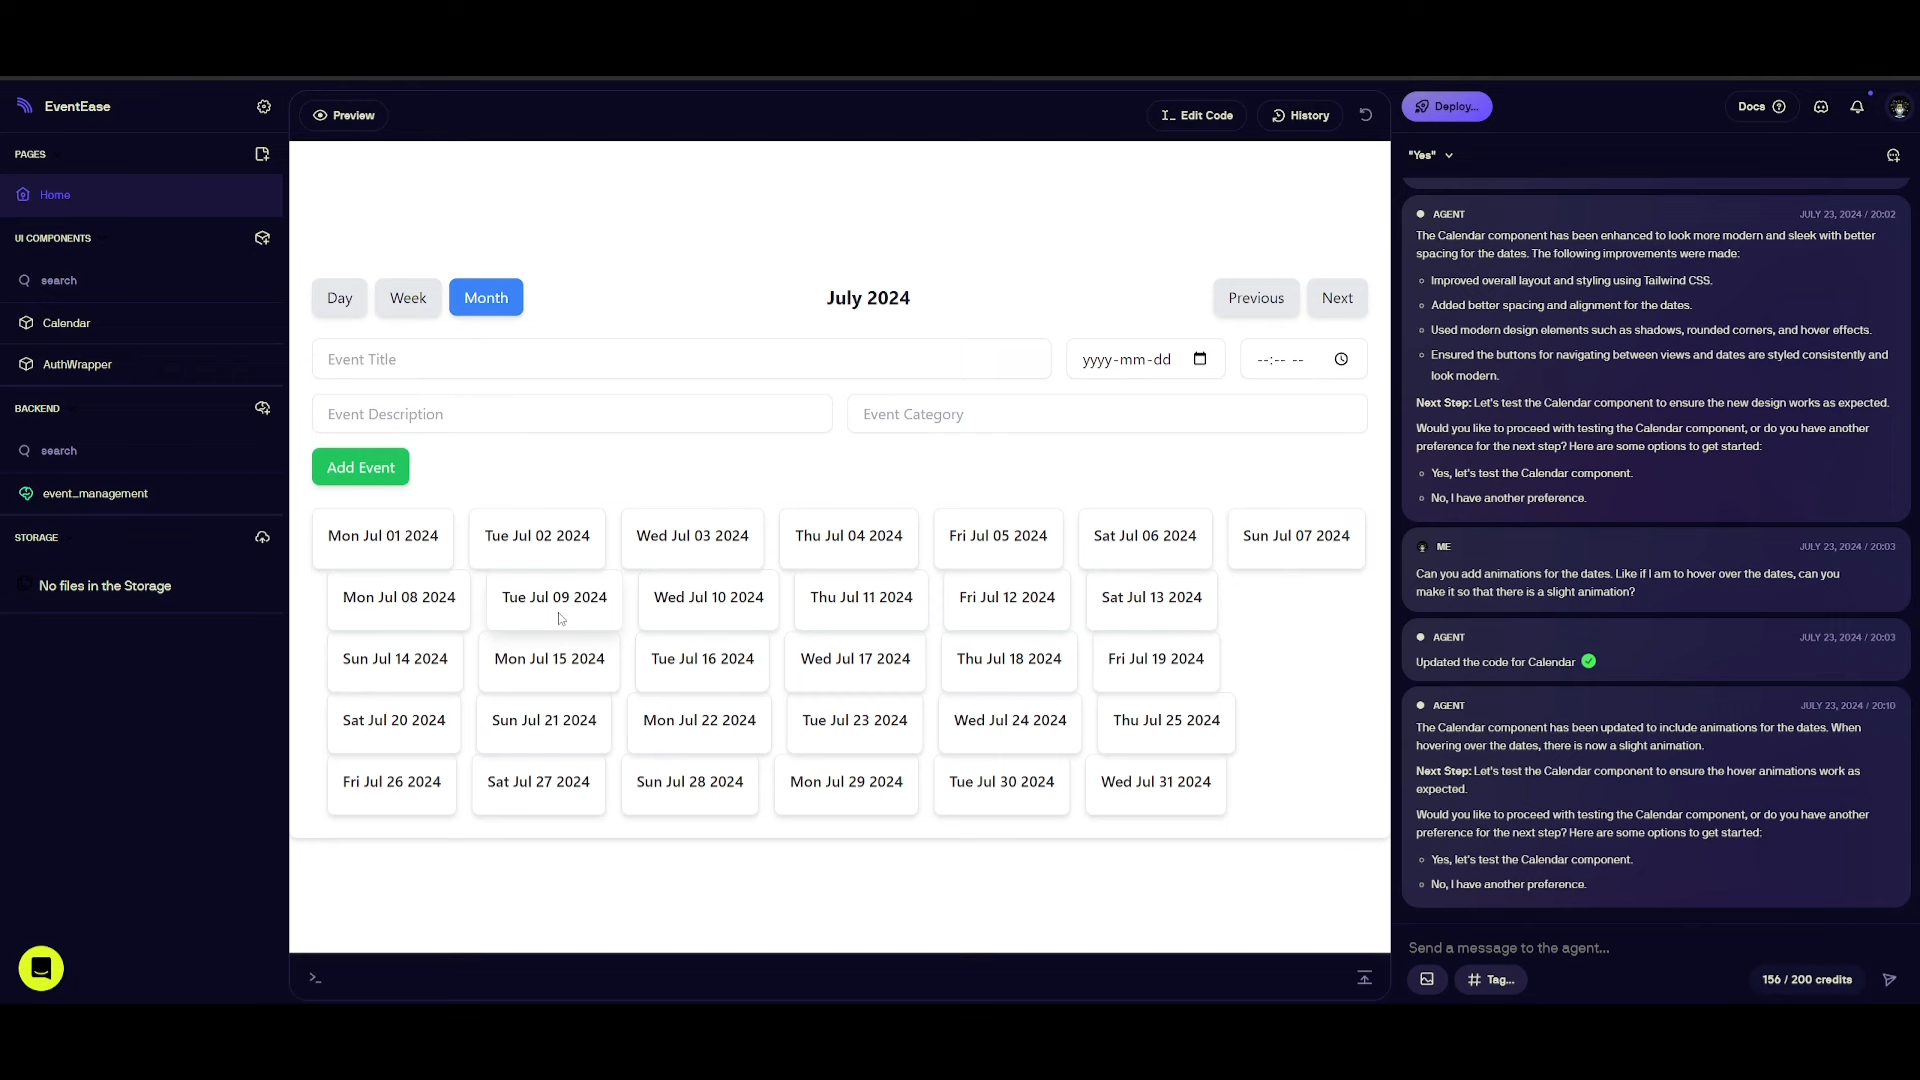 EventEase
PAGES
Home
UI COMPONENTS
search
Calendar
AuthWrapper
BACKEND
search
event_management
STORAGE
No files in the Storage
Preview
Edit Code
History
Day
Week
Month
July 2024
Previous
Next
Event Title
yyyy-mm-dd
--:-- --
Event Description
Event Category
Add Event
Mon Jul 01 2024 Tue Jul 02 2024 Wed Jul 03 2024 Thu Jul 04 2024 Fri Jul 05 2024 Sat Jul 06 2024 Sun Jul 07 2024
Mon Jul 08 2024 Tue Jul 09 2024 Wed Jul 10 2024 Thu Jul 11 2024 Fri Jul 12 2024 Sat Jul 13 2024
Sun Jul 14 2024 Mon Jul 15 2024 Tue Jul 16 2024 Wed Jul 17 2024 Thu Jul 18 2024 Fri Jul 19 2024
Sat Jul 20 2024 Sun Jul 21 2024 Mon Jul 22 2024 Tue Jul 23 2024 Wed Jul 24 2024 Thu Jul 25 2024
Fri Jul 26 2024 Sat Jul 27 2024 Sun Jul 28 2024 Mon Jul 29 2024 Tue Jul 30 2024 Wed Jul 31 2024
>_
Deploy...
Docs
"Yes"
AGENT JULY 23, 2024 / 20:02
The Calendar component has been enhanced to look more modern and sleek with better
spacing for the dates. The following improvements were made:
Improved overall layout and styling using Tailwind CSS.
Added better spacing and alignment for the dates.
Used modern design elements such as shadows, rounded corners, and hover effects.
Ensured the buttons for navigating between views and dates are styled consistently and
look modern.
Next Step: Let's test the Calendar component to ensure the new design works as expected.
Would you like to proceed with testing the Calendar component, or do you have another
preference for the next step? Here are some options to get started:
Yes, let's test the Calendar component.
No, I have another preference.
ME JULY 23, 2024 / 20:03
Can you add animations for the dates. Like if I am to hover over the dates, can you
make it so that there is a slight animation?
AGENT JULY 23, 2024 / 20:03
Updated the code for Calendar
AGENT JULY 23, 2024 / 20:10
The Calendar component has been updated to include animations for the dates. When
hovering over the dates, there is now a slight animation.
Next Step: Let's test the Calendar component to ensure the hover animations work as
expected.
Would you like to proceed with testing the Calendar component, or do you have another
preference for the next step? Here are some options to get started:
Yes, let's test the Calendar component.
No, I have another preference.
Send a message to the agent...
Tag...
156 / 200 credits